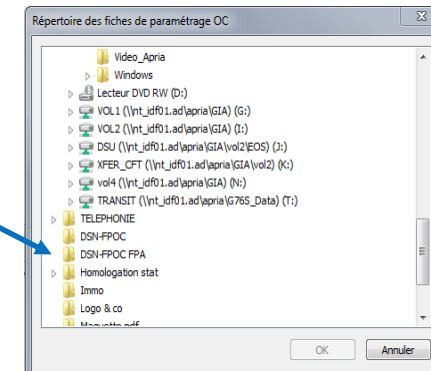 Répertoire des fiches de paramétrage OC
Video_Apria
Windows
Lecteur DVD RW (D:)
VOL1 (\\nt_idf01.ad\apria\GIA) (G:)
VOL2 (\\nt_idf01.ad\apria\GIA) (I:)
DSU (\\nt_idf01.ad\apria\GIA\vol2\EOS) (J:)
XFER_CFT (\\nt_idf01.ad\apria\GIA\vol2) (K:)
vol4 (\\nt_idf01.ad\apria\GIA) (N:)
TRANSIT (\\nt_idf01.ad\apria\G76S_Data) (T:)
TELEPHONIE
DSN-FPOC
DSN-FPOC FPA
Homologation stat
Immo
Logo & co
Maquette pdf
OK
Annuler